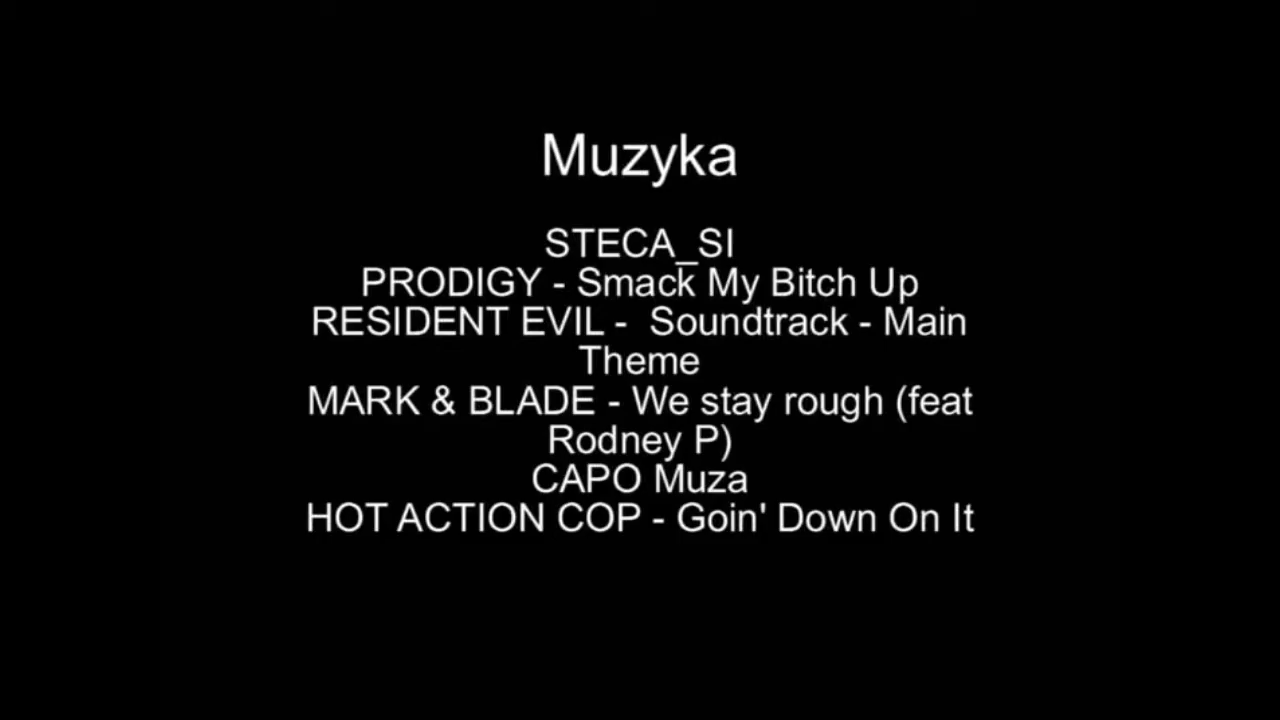 Muzyka
STECA_SI
PRODIGY - Smack My Bitch Up
RESIDENT EVIL -  Soundtrack - Main
Theme
MARK & BLADE - We stay rough (feat
Rodney P)
CAPO Muza
HOT ACTION COP - Goin' Down On It